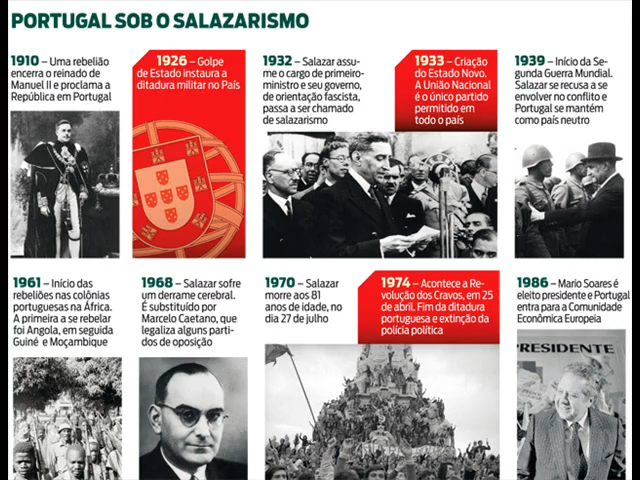 PORTUGAL SOB O SALAZARISMO
1910 – Uma rebelião
encerra o reinado de
Manuel II e proclama a
República em Portugal
1926 – Golpe
de Estado instaura a
ditadura militar no País
1932 – Salazar assu-
me o cargo de primeiro-
ministro e seu governo,
de orientação fascista,
passa a ser chamado
de salazarismo
1933 – Criação
do Estado Novo.
A União Nacional
é o único partido
permitido em
todo o país
1939 – Início da Se-
gunda Guerra Mundial.
Salazar se recusa a se
envolver no conflito e
Portugal se mantém
como país neutro
1961 – Início das
rebeliões nas colônias
portuguesas na África.
A primeira a se rebelar
foi Angola, em seguida
Guiné e Moçambique
1968 – Salazar sofre
um derrame cerebral.
É substituído por
Marcelo Caetano, que
legaliza alguns parti-
dos de oposição
1970 – Salazar
morre aos 81
anos de idade, no
dia 27 de julho
1974 – Acontece a Re-
volução dos Cravos, em 25
de abril. Fim da ditadura
portuguesa e extinção da
polícia política
1986 – Mario Soares é
eleito presidente e Portugal
entra para a Comunidade
Econômica Europeia
PRESIDENTE